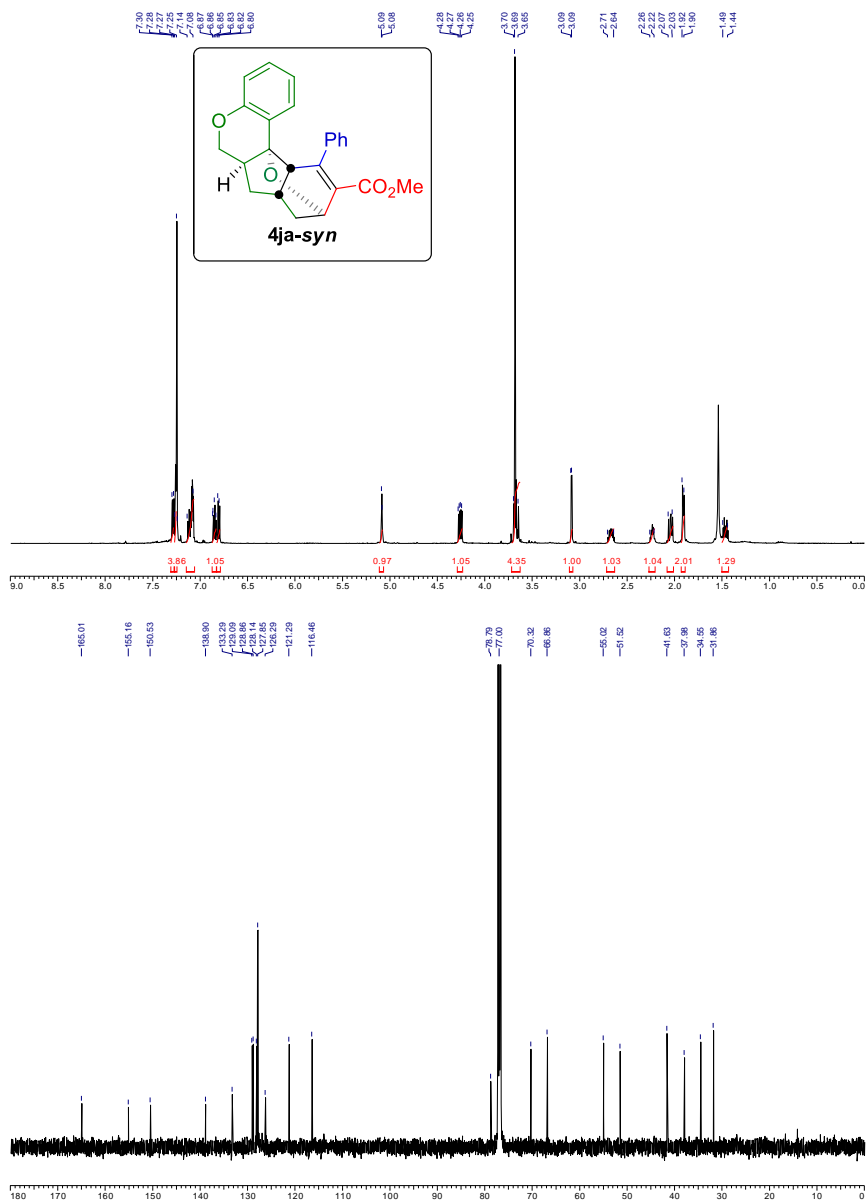 7.30 7.28 7.27 7.25 7.14 7.08 6.87 6.86 6.85 6.83 6.82 6.80 5.09 5.08 4.28 4.27 4.26 4.25 3.70 3.69 3.65 3.09 3.09 2.71 2.64 2.26 2.22 2.07 2.03 1.92 1.90 1.49 1.44
O
Ph
O
H
CO2Me
4ja-syn
3.86 1.05 0.97 1.05 4.35 1.00 1.03 1.04 2.01 1.29
9.0 8.5 8.0 7.5 7.0 6.5 6.0 5.5 5.0 4.5 4.0 3.5 3.0 2.5 2.0 1.5 1.0 0.5 0.0
165.01 155.16 150.53 138.90 133.29 129.09 128.86 128.14 127.85 126.29 121.29 116.46 78.79 77.00 70.32 66.86 55.02 51.52 41.63 37.98 34.55 31.86
180 170 160 150 140 130 120 110 100 90 80 70 60 50 40 30 20 10 0